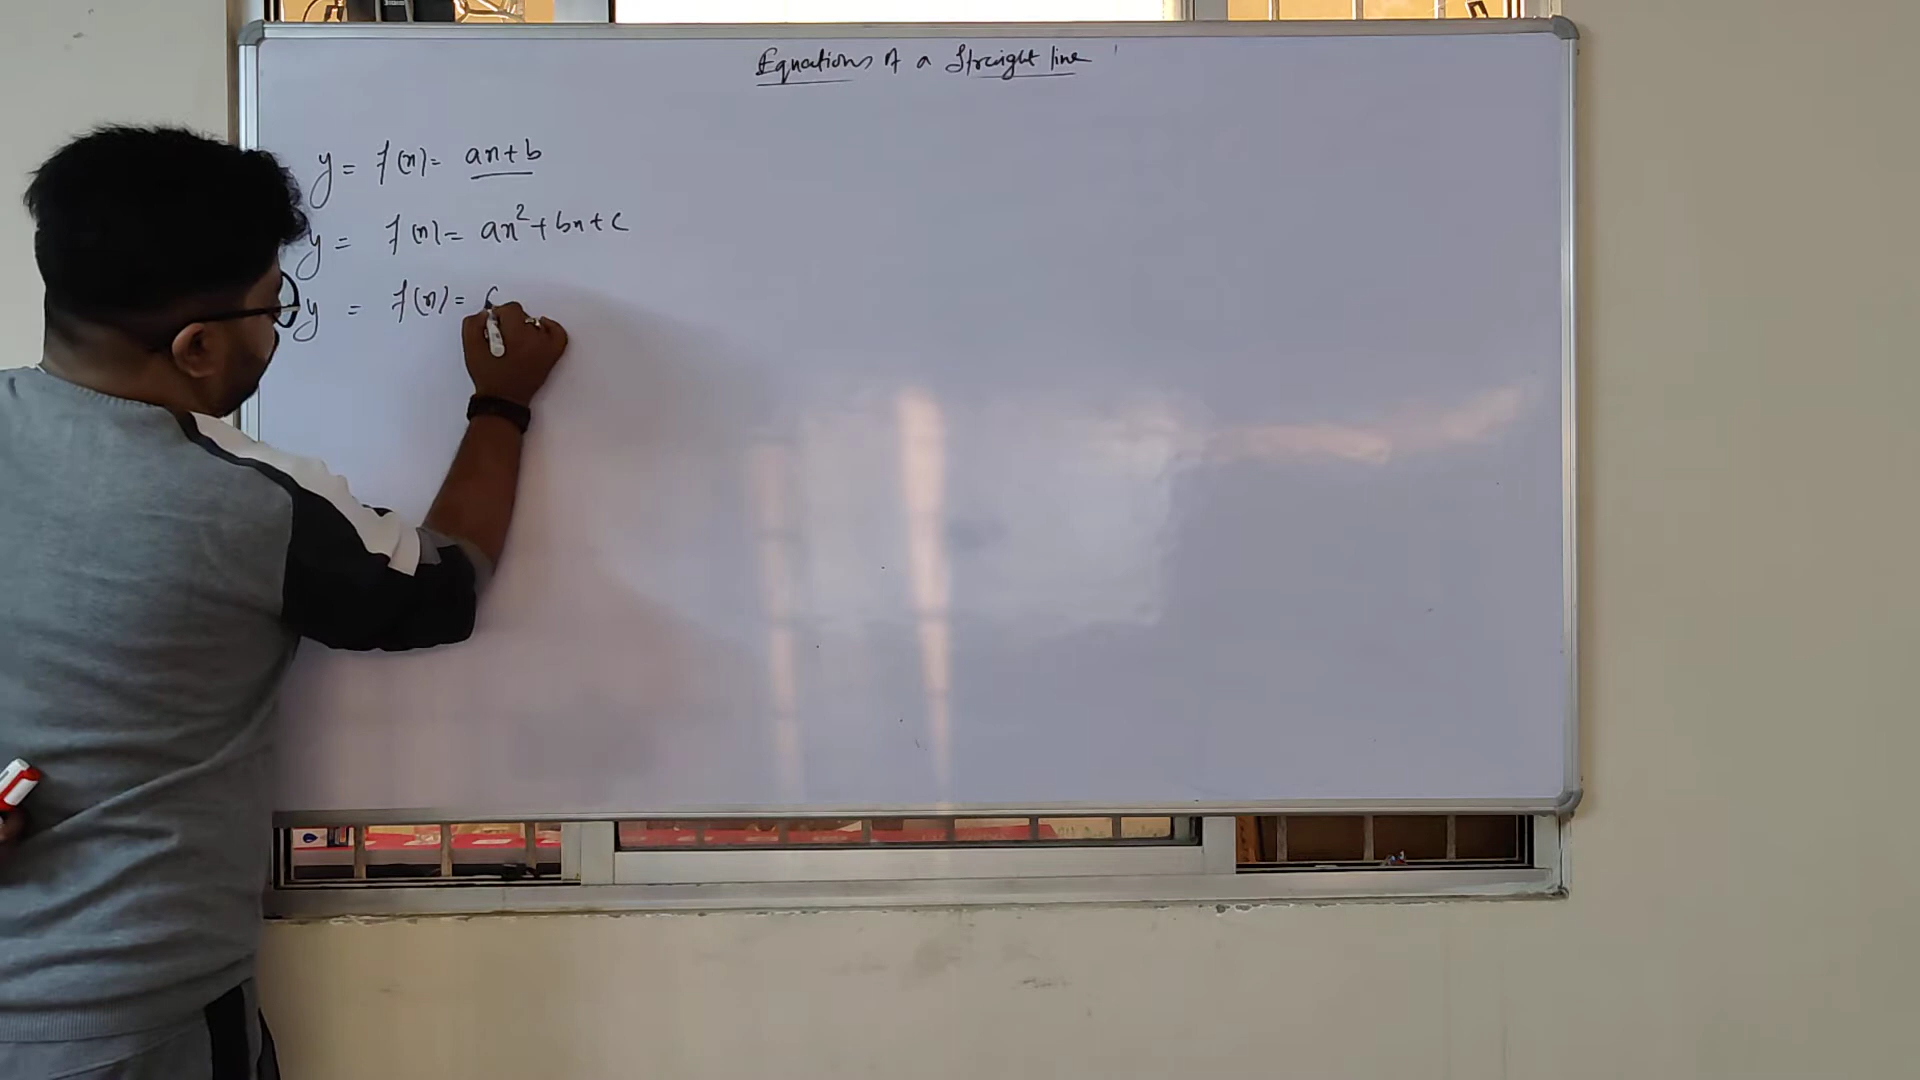 Equations of a Straight line
y = f(x) = ax+b
y = f(x) = ax²+bx+c
y = f(x) =